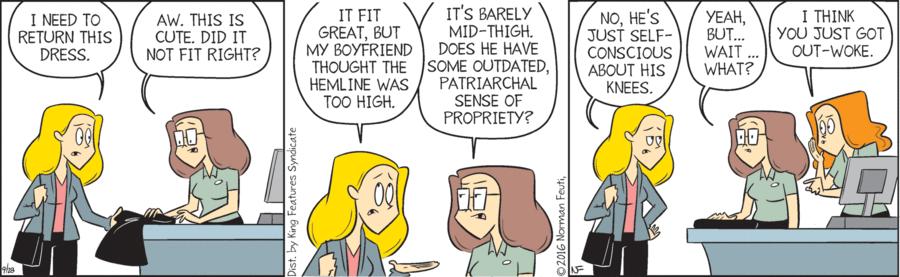 I NEED TO
RETURN THIS
DRESS.
AW. THIS IS
CUTE. DID IT
NOT FIT RIGHT?
9/28
Dist. by King Features Syndicate
IT FIT
GREAT, BUT
MY BOYFRIEND
THOUGHT THE
HEMLINE WAS
TOO HIGH.
IT'S BARELY
MID-THIGH.
DOES HE HAVE
SOME OUTDATED,
PATRIARCHAL
SENSE OF
PROPRIETY?
©2016 Norman Feuti,
NO, HE'S
JUST SELF-
CONSCIOUS
ABOUT HIS
KNEES.
YEAH,
BUT...
WAIT ...
WHAT?
I THINK
YOU JUST GOT
OUT-WOKE.
NF